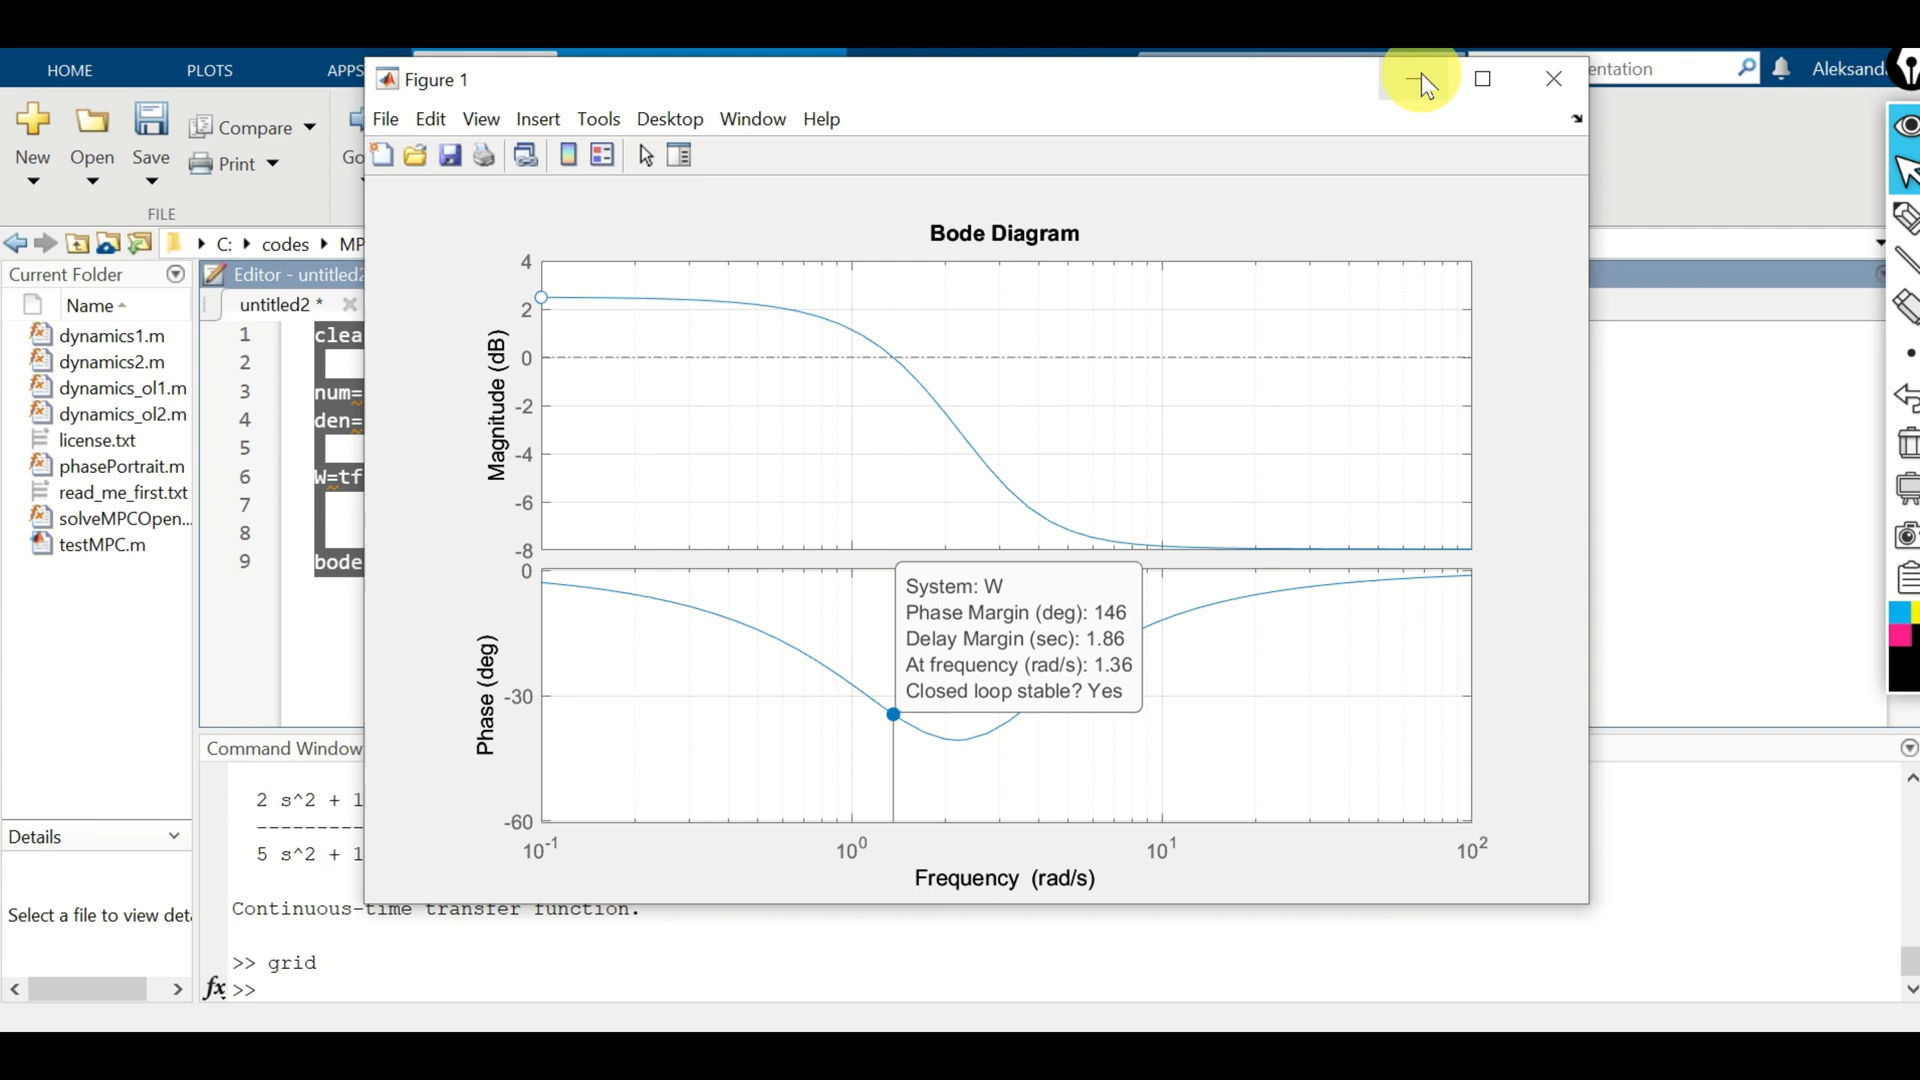 HOME PLOTS APPS
entation
Figure 1
File Edit View Insert Tools Desktop Window Help
New Open Save Compare Print Go
FILE
C: codes
Current Folder
Name
dynamics1.m
dynamics2.m
dynamics_ol1.m
dynamics_ol2.m
license.txt
phasePortrait.m
read_me_first.txt
solveMPCOpen...
testMPC.m
Details
Select a file to view deta
Editor - untitled2
untitled2 *
1 clea
2
3 num=
4 den=
5
6 W=tf
7
8
9 bode
Bode Diagram
Magnitude (dB)
4
2
0
-2
-4
-6
-8
Phase (deg)
0
-30
-60
10-1 100 101 102
Frequency (rad/s)
System: W
Phase Margin (deg): 146
Delay Margin (sec): 1.86
At frequency (rad/s): 1.36
Closed loop stable? Yes
Command Window
2 s^2 + 1
---------
5 s^2 + 1
Continuous-time transfer function.
>> grid
fx >>